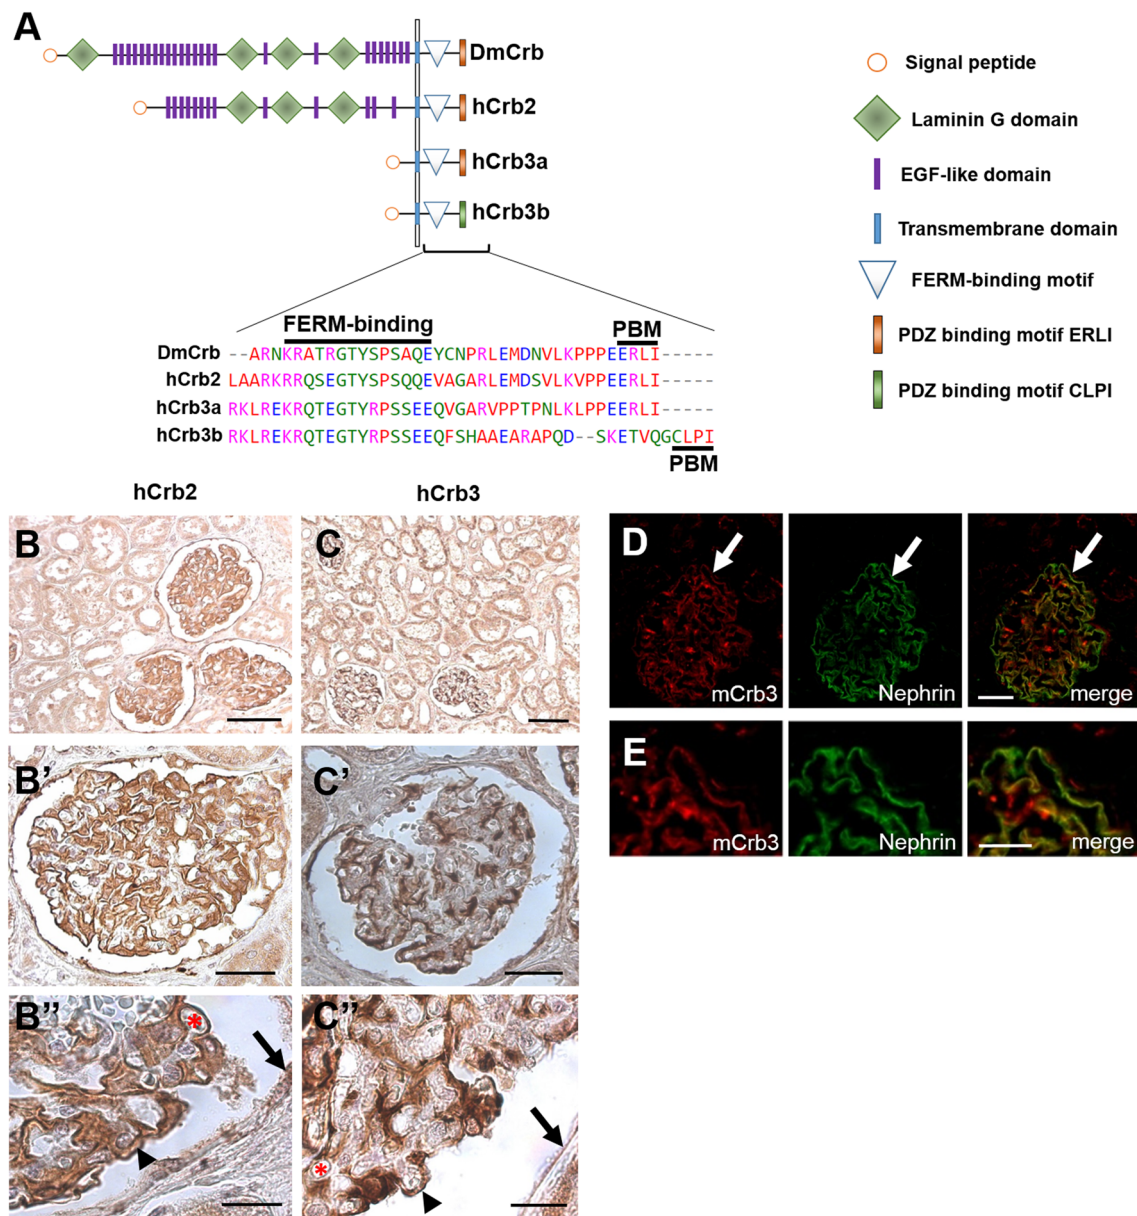 A
DmCrb
hCrb2
hCrb3a
hCrb3b
Signal peptide
Laminin G domain
EGF-like domain
Transmembrane domain
FERM-binding motif
PDZ binding motif ERLI
PDZ binding motif CLPI
FERM-binding PBM
DmCrb --ARNKRATRGTYSPSAQEYCNPRLEMDNVLKPPPEERLI-----
hCrb2 LAARKRRQSEGTYSPSQQEVAGARLEMDSVLKVPPEERLI-----
hCrb3a RKLREKRQTEGTYRPSSEEQVGARVPPTPNLKLPPEERLI-----
hCrb3b RKLREKRQTEGTYRPSSEEQFSHAAEARAPQD--SKETVQGCLPI
PBM
hCrb2 hCrb3
B
C
B'
C'
B''
*
C''
*
D
mCrb3
Nephrin
merge
E
mCrb3
Nephrin
merge